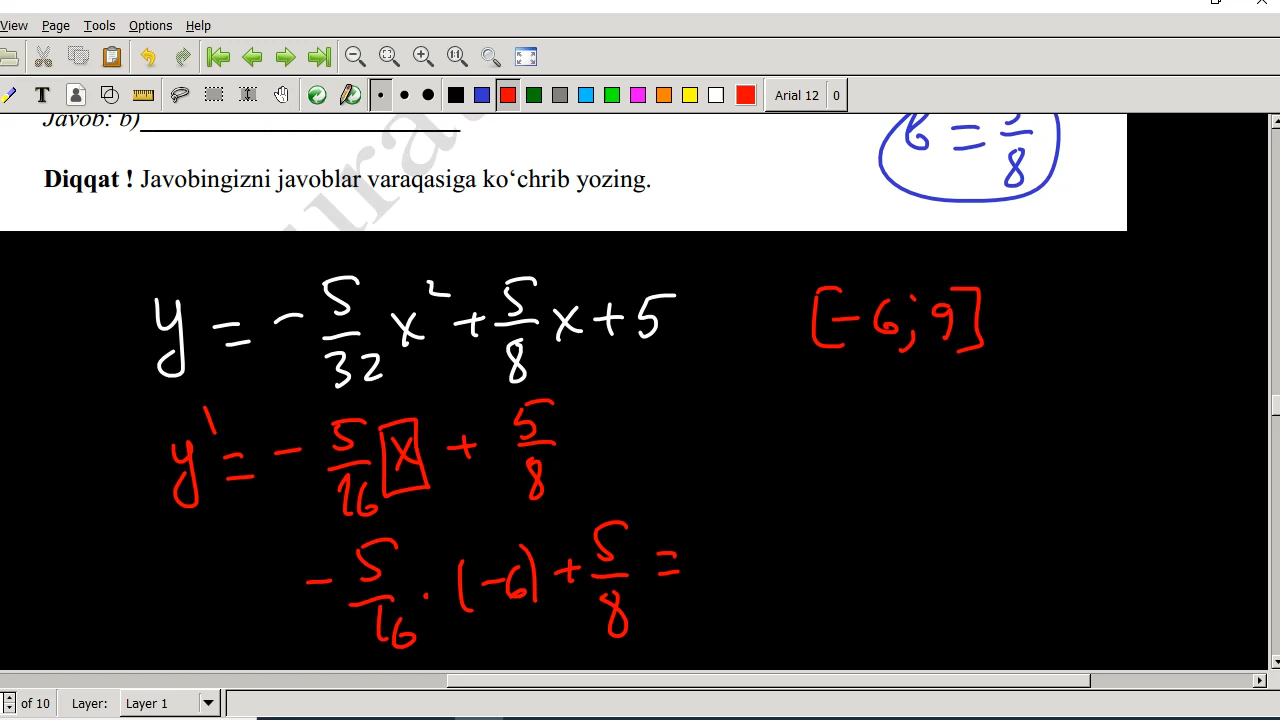 View Page Tools Options Help
Arial 12 0
Javob: b)
b = 5/8
Diqqat ! Javobingizni javoblar varaqasiga ko‘chrib yozing.
y = - 5/32 x² + 5/8 x + 5 [-6; 9]
y' = - 5/16 x + 5/8
- 5/16 · (-6) + 5/8 =
of 10 Layer: Layer 1